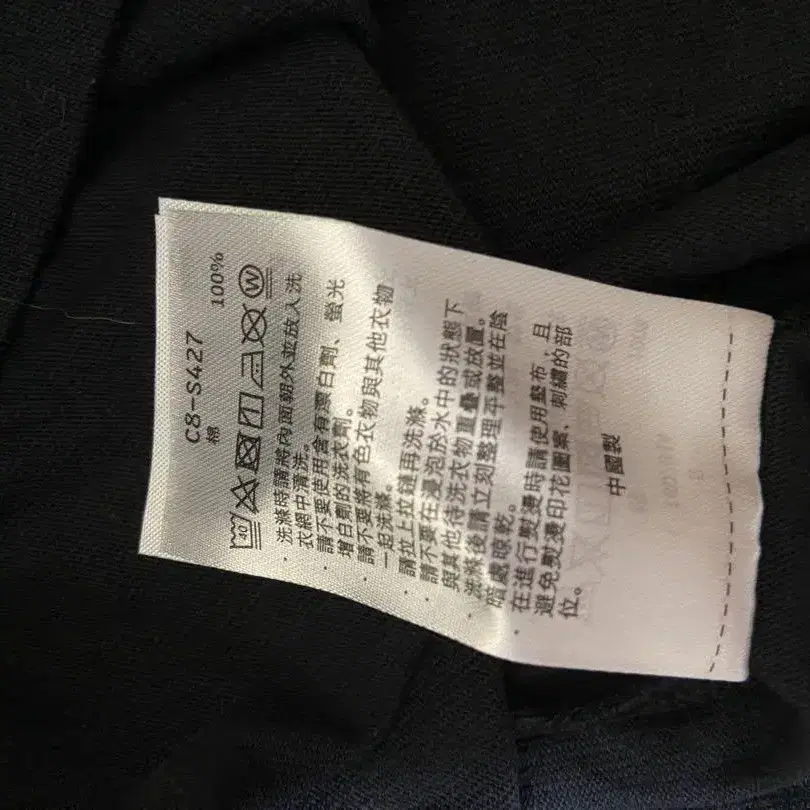 C8-S427
棉 100%
40 W
· 洗滌時請將內面朝外並放入洗
衣網中清洗。
· 請不要使用含有漂白劑、螢光
增白劑的洗衣劑。
· 請不要將有色衣物與其他衣物
一起洗滌。
· 請拉上拉鏈再洗滌。
· 請不要在浸泡於水中的狀態下
與其他待洗衣物重疊或放置。
· 洗滌後請立刻整理平整並在陰
暗處晾乾。
· 在進行熨燙時請使用墊布,且
避免熨燙印花圖案、刺繡的部
位。
中國製